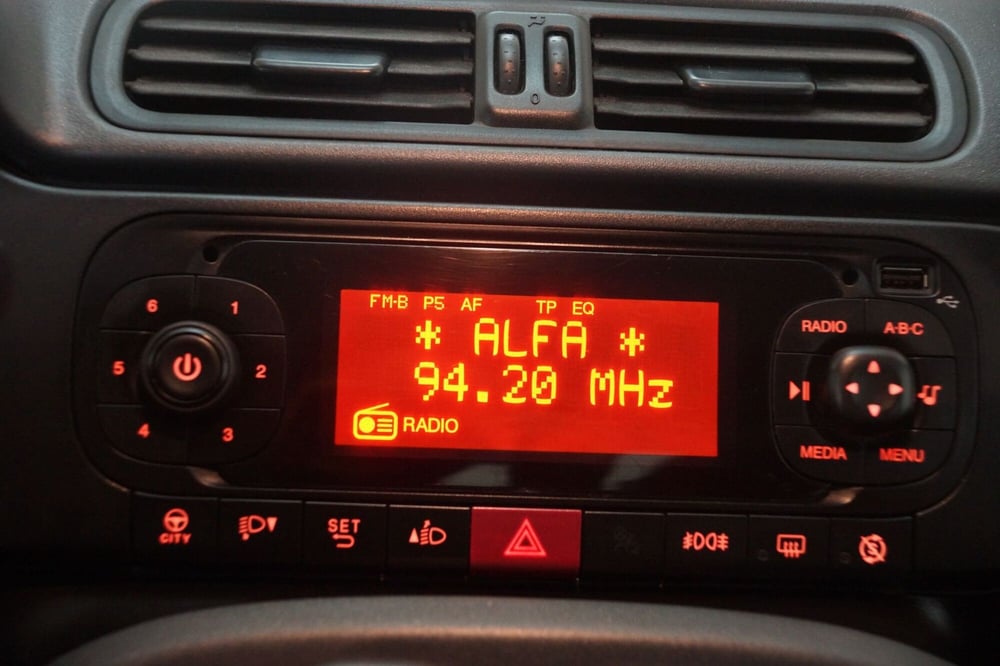 0
FM-B P5 AF TP EQ
* ALFA *
94.20 MHz
RADIO
6 1
5 2
4 3
RADIO A·B·C
MEDIA MENU
CITY
SET